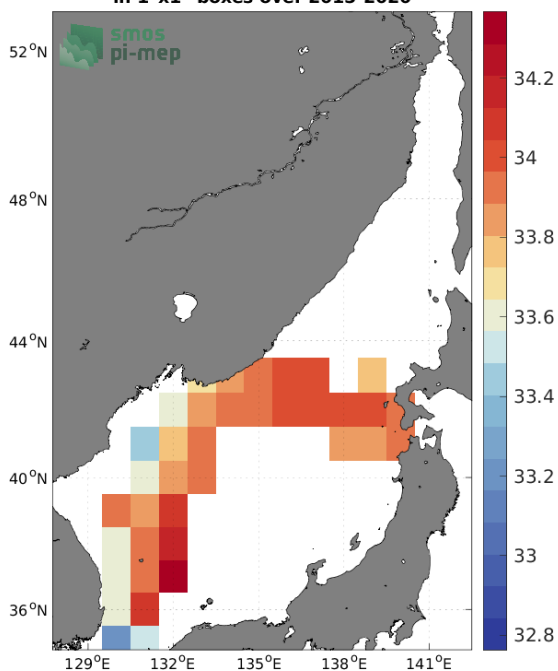 in 1°x1° boxes over 2015-2020
smos
pi-mep
52°N
48°N
44°N
40°N
36°N
129°E
132°E
135°E
138°E
141°E
34.2
34
33.8
33.6
33.4
33.2
33
32.8